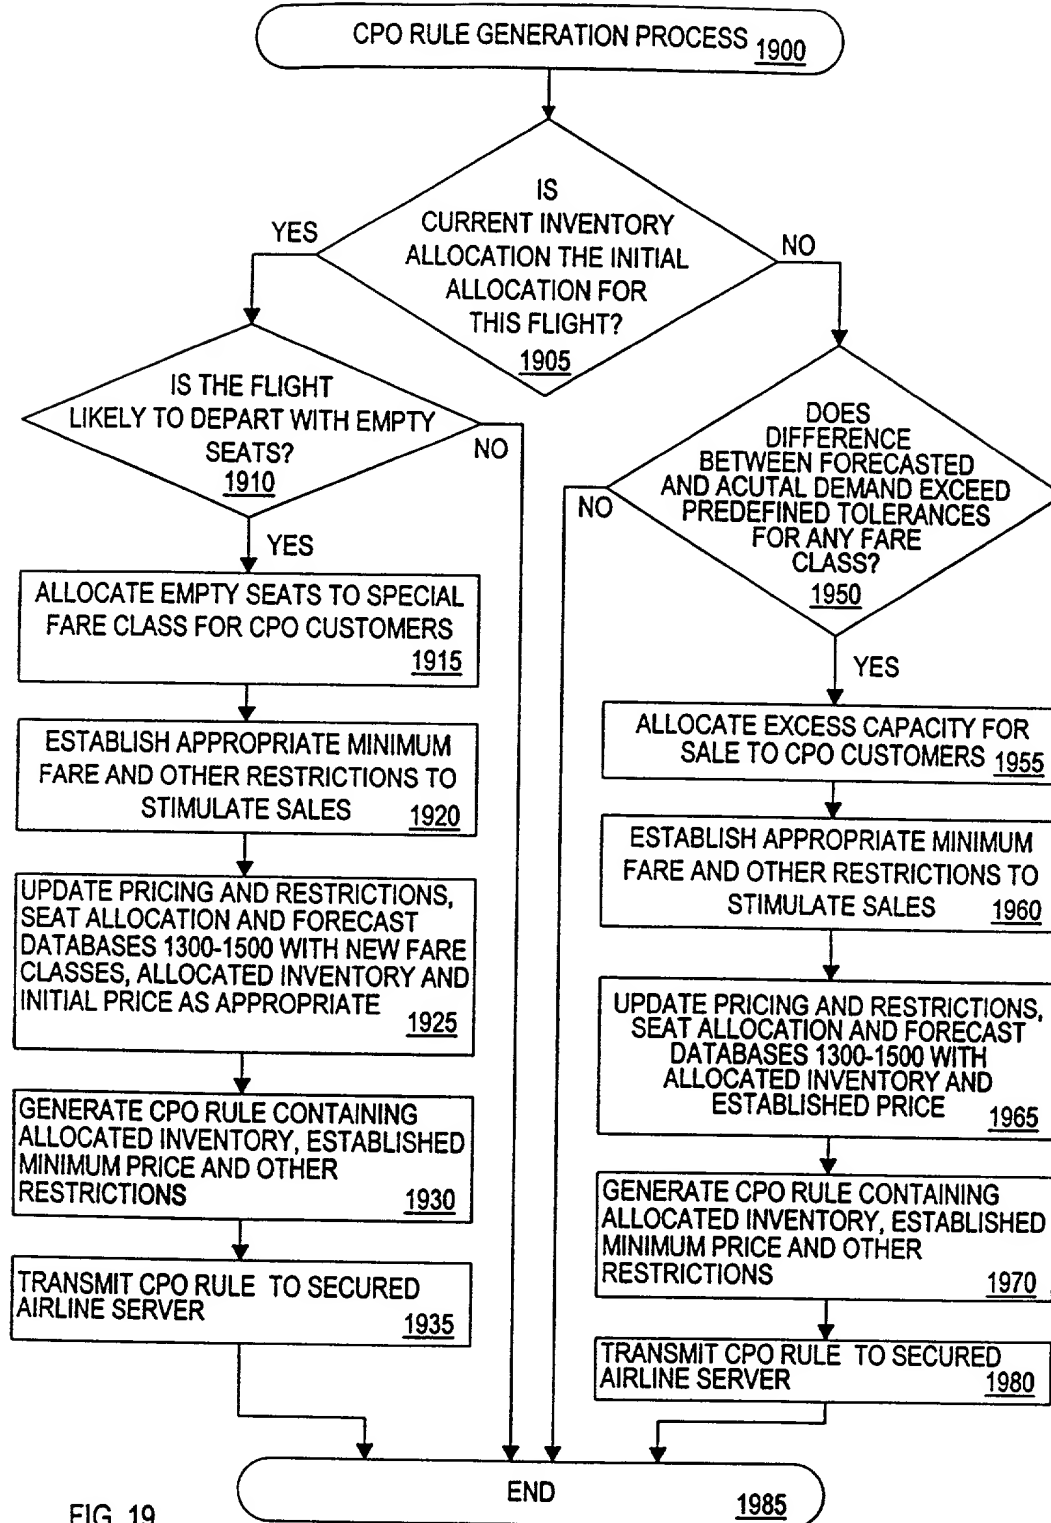 CPO RULE GENERATION PROCESS 1900
IS
CURRENT INVENTORY
ALLOCATION THE INITIAL
ALLOCATION FOR
THIS FLIGHT?
1905
YES
NO
IS THE FLIGHT
LIKELY TO DEPART WITH EMPTY
SEATS?
1910
NO
YES
ALLOCATE EMPTY SEATS TO SPECIAL
FARE CLASS FOR CPO CUSTOMERS
1915
ESTABLISH APPROPRIATE MINIMUM
FARE AND OTHER RESTRICTIONS TO
STIMULATE SALES 1920
UPDATE PRICING AND RESTRICTIONS,
SEAT ALLOCATION AND FORECAST
DATABASES 1300-1500 WITH NEW FARE
CLASSES, ALLOCATED INVENTORY AND
INITIAL PRICE AS APPROPRIATE 1925
GENERATE CPO RULE CONTAINING
ALLOCATED INVENTORY, ESTABLISHED
MINIMUM PRICE AND OTHER
RESTRICTIONS 1930
TRANSMIT CPO RULE TO SECURED
AIRLINE SERVER 1935
DOES
DIFFERENCE
BETWEEN FORECASTED
AND ACUTAL DEMAND EXCEED
PREDEFINED TOLERANCES
FOR ANY FARE
CLASS?
1950
NO
YES
ALLOCATE EXCESS CAPACITY FOR
SALE TO CPO CUSTOMERS 1955
ESTABLISH APPROPRIATE MINIMUM
FARE AND OTHER RESTRICTIONS TO
STIMULATE SALES 1960
UPDATE PRICING AND RESTRICTIONS,
SEAT ALLOCATION AND FORECAST
DATABASES 1300-1500 WITH
ALLOCATED INVENTORY AND
ESTABLISHED PRICE 1965
GENERATE CPO RULE CONTAINING
ALLOCATED INVENTORY, ESTABLISHED
MINIMUM PRICE AND OTHER
RESTRICTIONS 1970
TRANSMIT CPO RULE TO SECURED
AIRLINE SERVER 1980
END 1985
FIG. 19